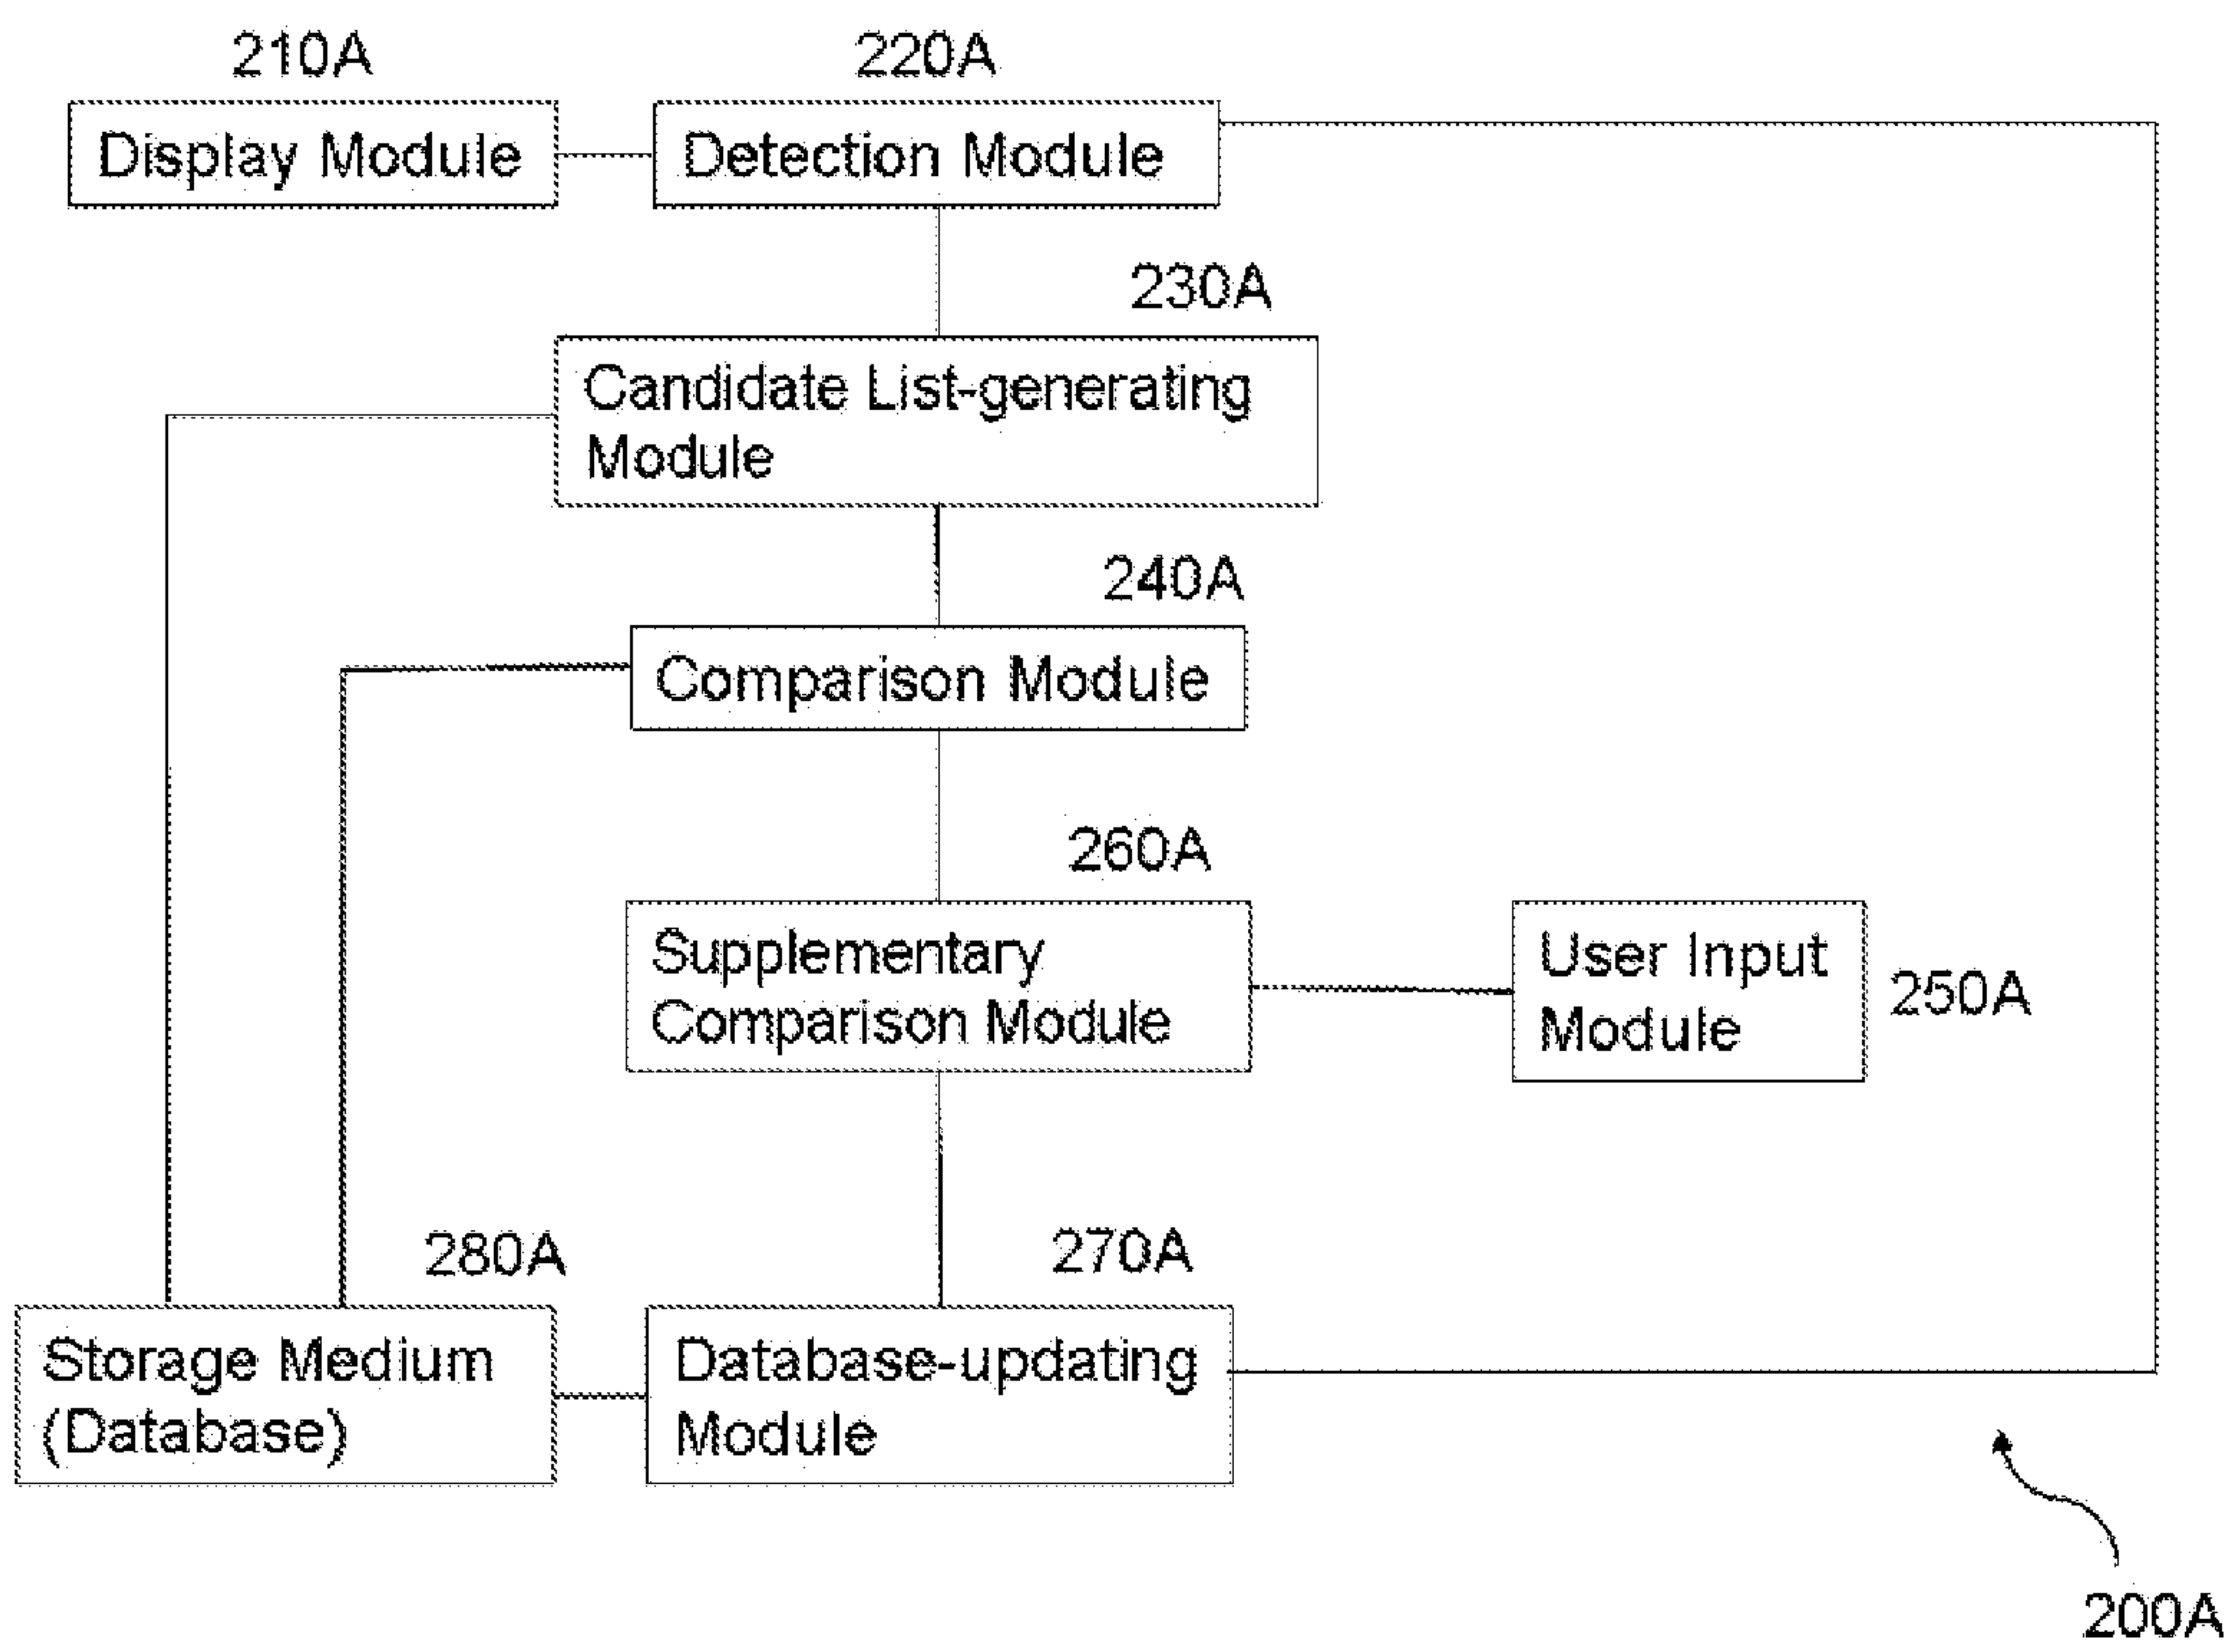 210A
220A
Display Module
Detection Module
230A
Candidate List-generating
Module
240A
Comparison Module
260A
Supplementary
Comparison Module
User Input
Module
250A
280A
270A
Storage Medium
(Database)
Database-updating
Module
200A